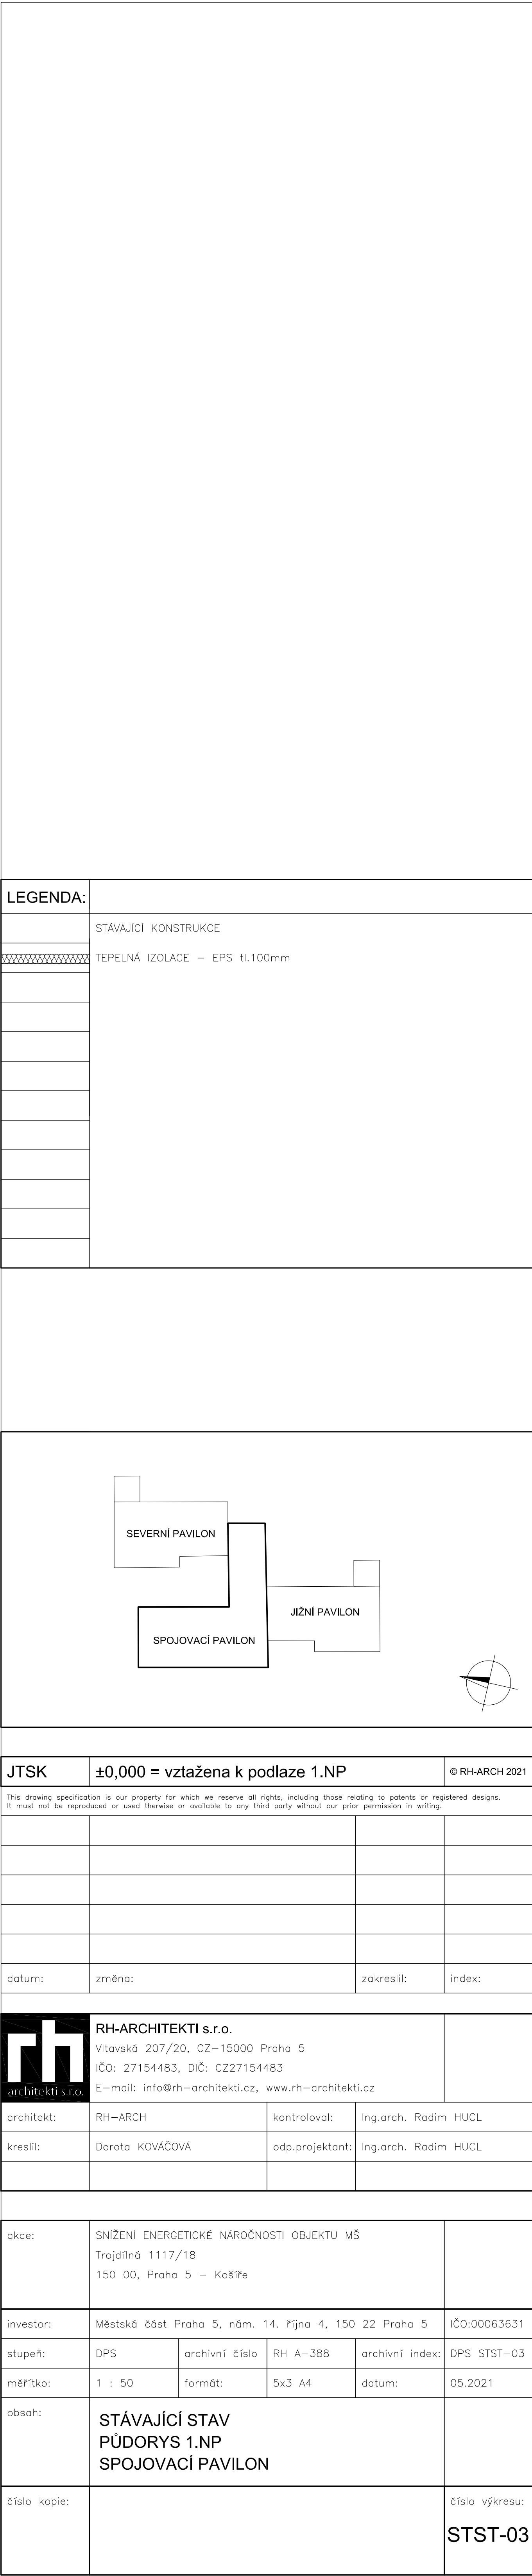 LEGENDA:
STÁVAJÍCÍ KONSTRUKCE
TEPELNÁ IZOLACE – EPS tl.100mm
SEVERNÍ PAVILON
JIŽNÍ PAVILON
SPOJOVACÍ PAVILON
JTSK ±0,000 = vztažena k podlaze 1.NP © RH-ARCH 2021
This drawing specification is our property for which we reserve all rights, including those relating to patents or registered designs.
It must not be reproduced or used therwise or available to any third party without our prior permission in writing.
datum: změna: zakreslil: index:
rh
architekti s.r.o.
RH-ARCHITEKTI s.r.o.
Vltavská 207/20, CZ–15000 Praha 5
IČO: 27154483, DIČ: CZ27154483
E–mail: info@rh–architekti.cz, www.rh–architekti.cz
architekt: RH–ARCH kontroloval: Ing.arch. Radim HUCL
kreslil: Dorota KOVÁČOVÁ odp.projektant: Ing.arch. Radim HUCL
akce: SNÍŽENÍ ENERGETICKÉ NÁROČNOSTI OBJEKTU MŠ
Trojdílná 1117/18
150 00, Praha 5 – Košíře
investor: Městská část Praha 5, nám. 14. října 4, 150 22 Praha 5 IČO:00063631
stupeň: DPS archivní číslo RH A–388 archivní index: DPS STST–03
měřítko: 1 : 50 formát: 5x3 A4 datum: 05.2021
obsah: STÁVAJÍCÍ STAV
PŮDORYS 1.NP
SPOJOVACÍ PAVILON
číslo kopie: číslo výkresu:
STST-03